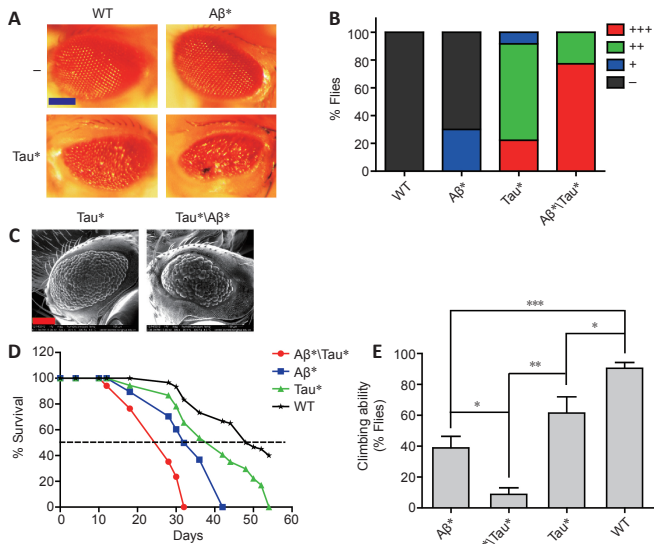 A
WT
Aβ*
–
Tau*
B
% Flies
100
80
60
40
20
0
WT
Aβ*
Tau*
Aβ*\Tau*
+++
++
+
–
C
Tau*
Tau*\Aβ*
D
% Survival
120
100
80
60
40
20
0
0
10
20
30
40
50
60
Days
Aβ*\Tau*
Aβ*
Tau*
WT
E
Climbing ability
(% Flies)
100
80
60
40
20
0
***
*
**
*
Aβ*
*\Tau*
Tau*
WT